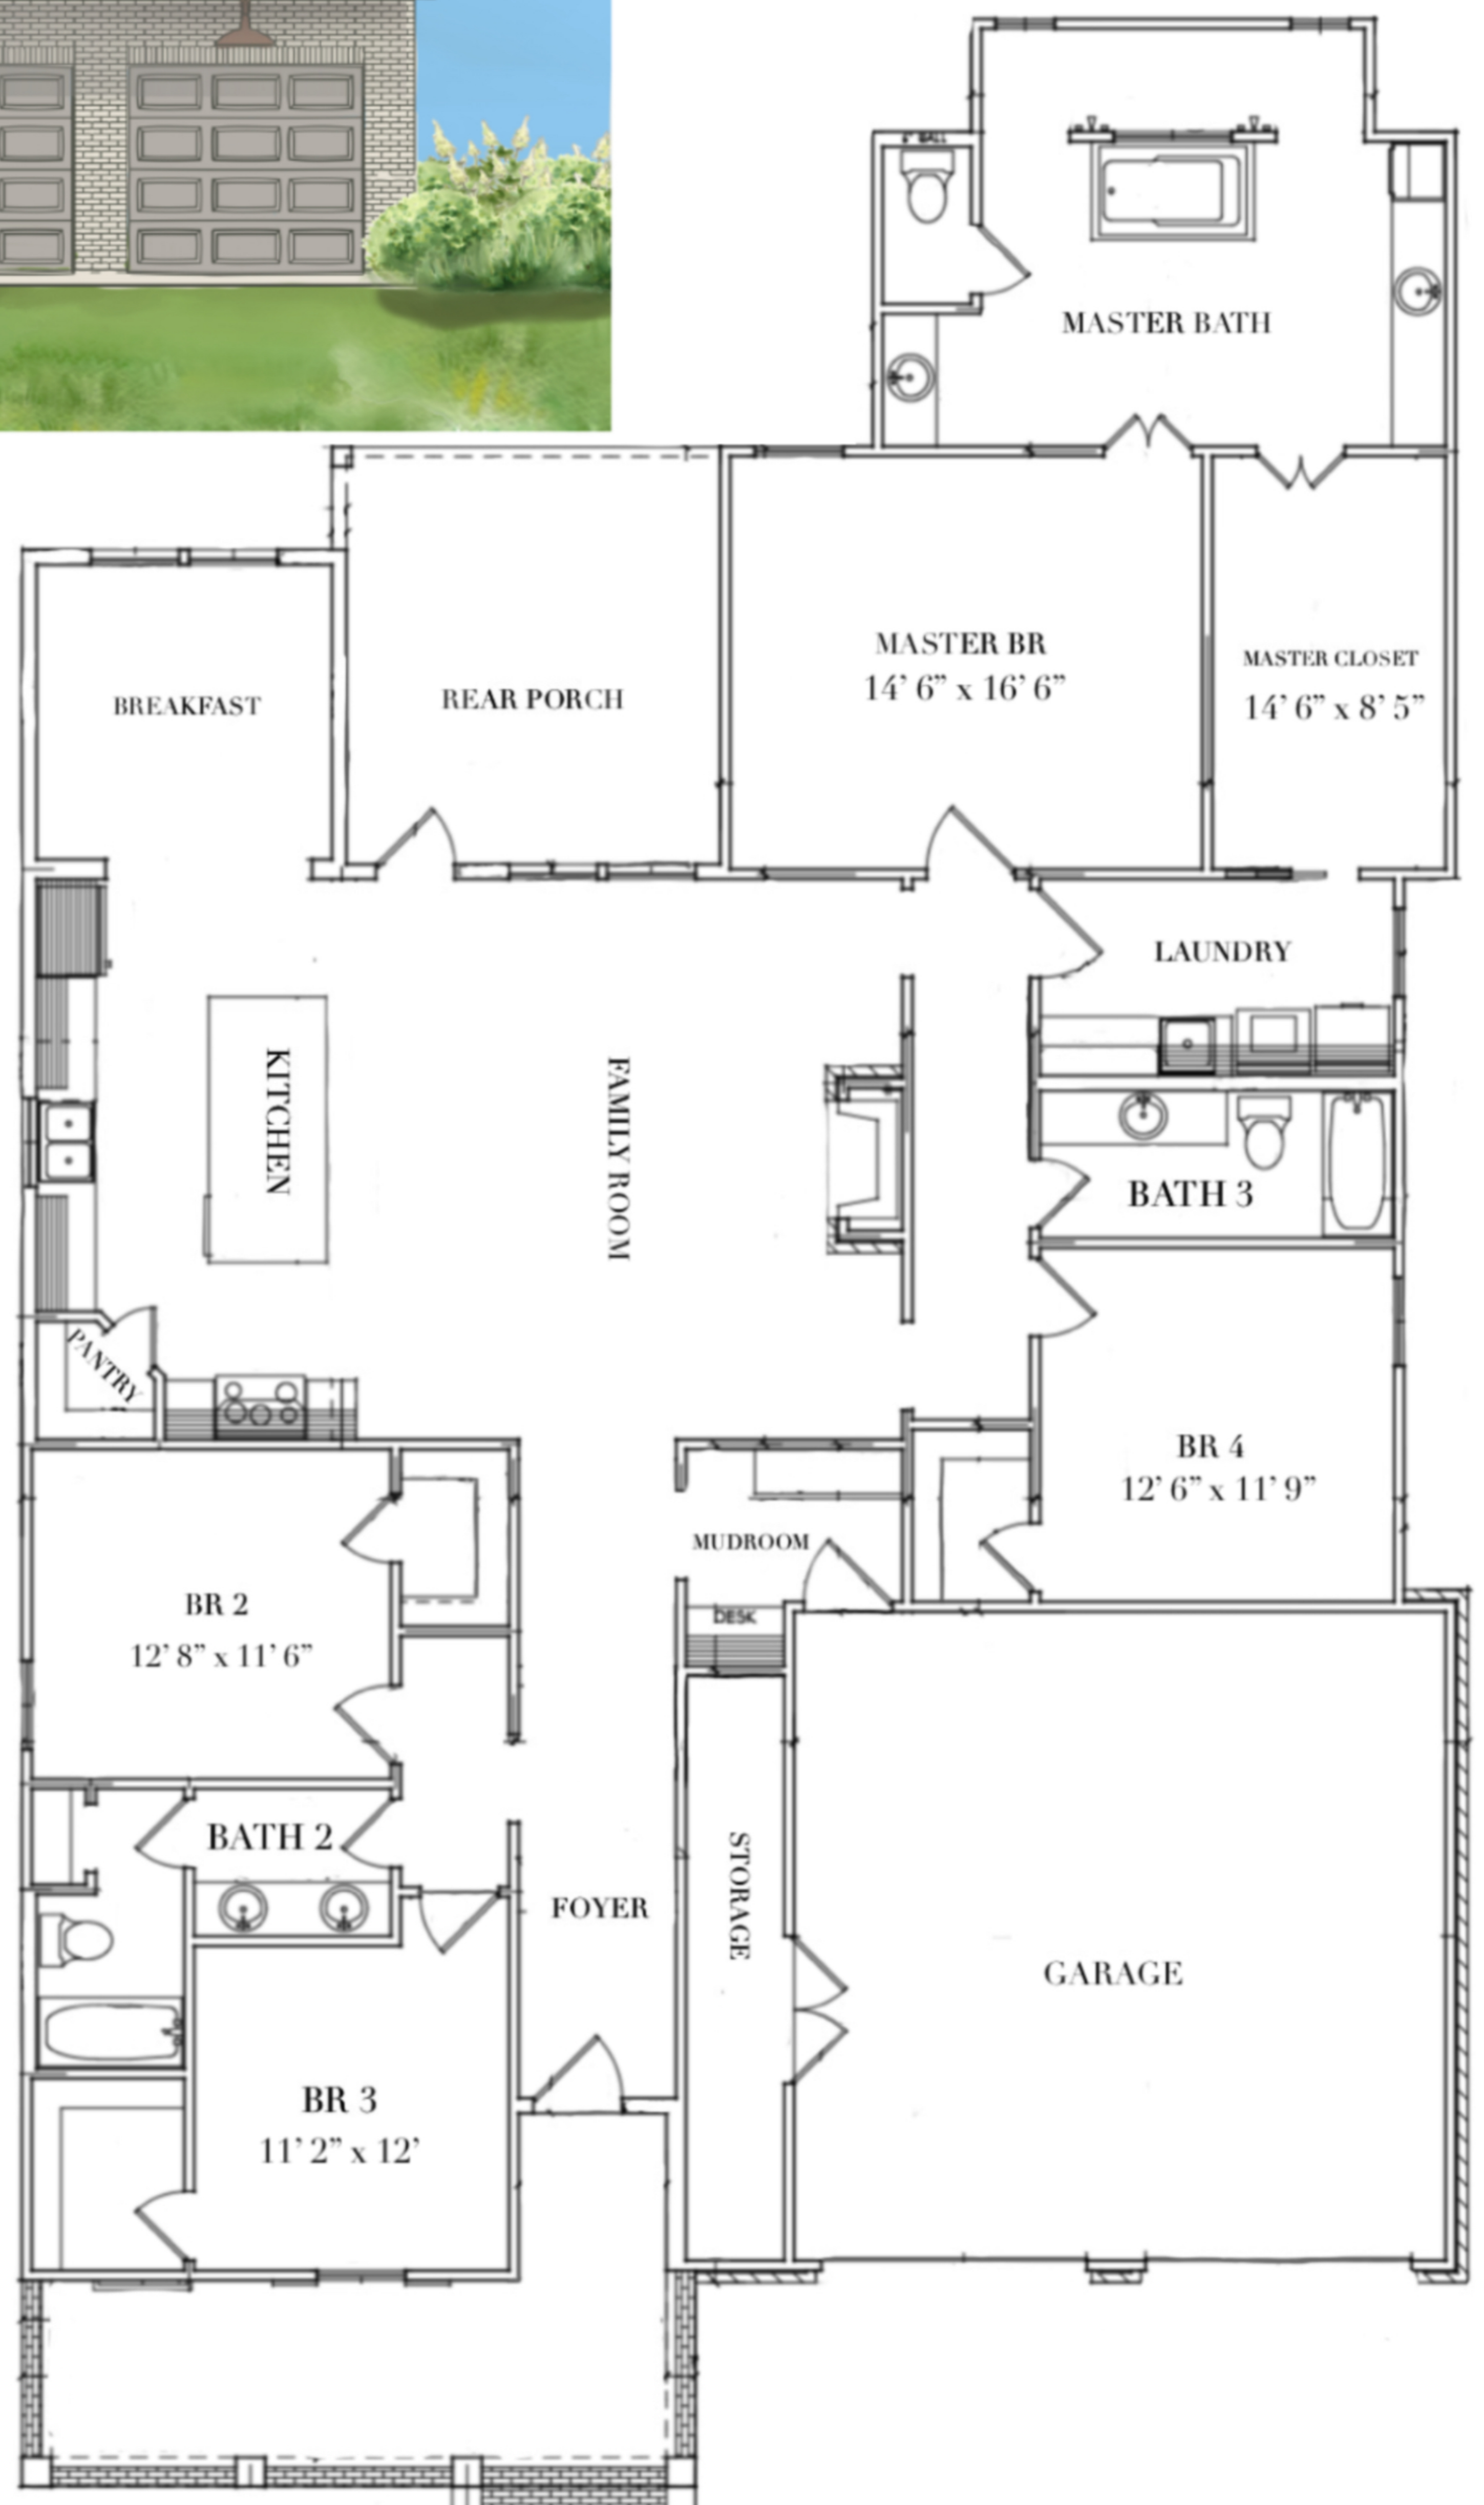 MASTER BATH
MASTER BR
14' 6” x 16' 6”
MASTER CLOSET
14' 6” x 8' 5”
BREAKFAST
REAR PORCH
LAUNDRY
KITCHEN
FAMILY ROOM
BATH 3
PANTRY
BR 4
12' 6” x 11' 9”
MUDROOM
DESK
BR 2
12' 8” x 11' 6”
BATH 2
FOYER
STORAGE
GARAGE
BR 3
11' 2” x 12'